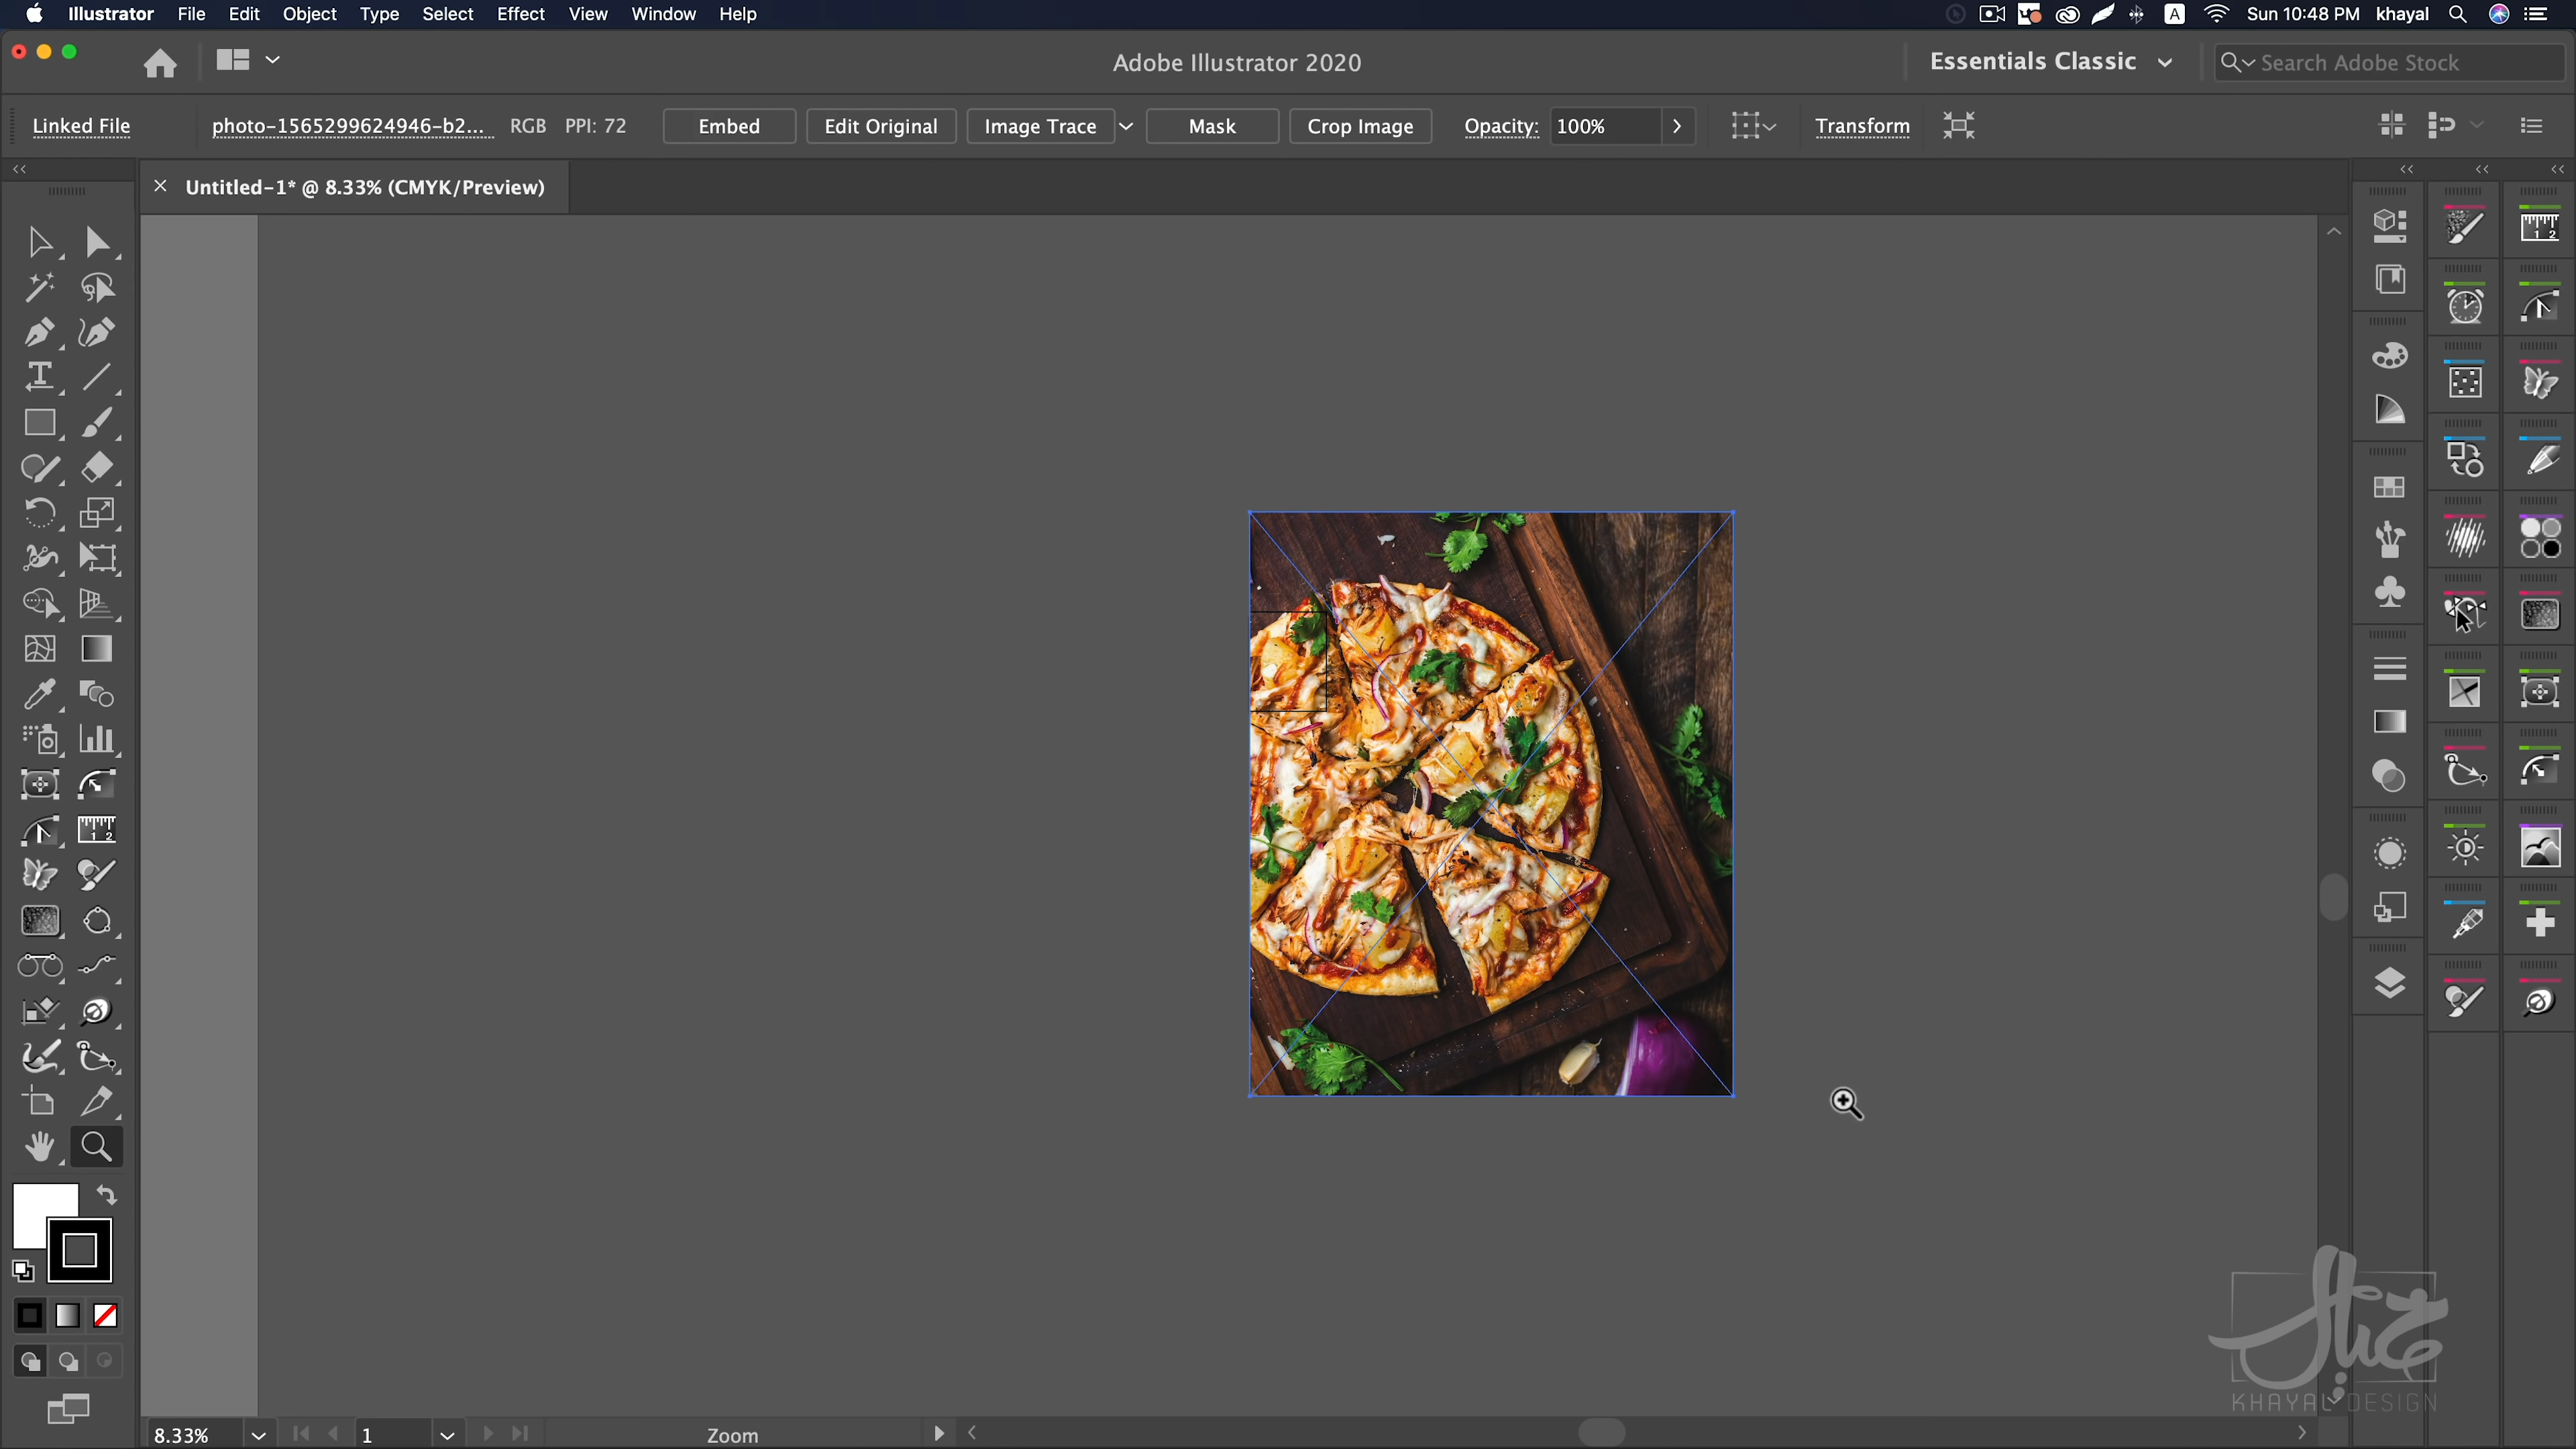 Illustrator File Edit Object Type Select Effect View Window Help
A Sun 10:48 PM khayal
Adobe Illustrator 2020
Essentials Classic
Search Adobe Stock
Linked File photo-1565299624946-b2... RGB PPI: 72 Embed Edit Original Image Trace Mask Crop Image Opacity: 100% Transform
Untitled-1* @ 8.33% (CMYK/Preview)
خيال
KHAYAL DESIGN
8.33% 1 Zoom